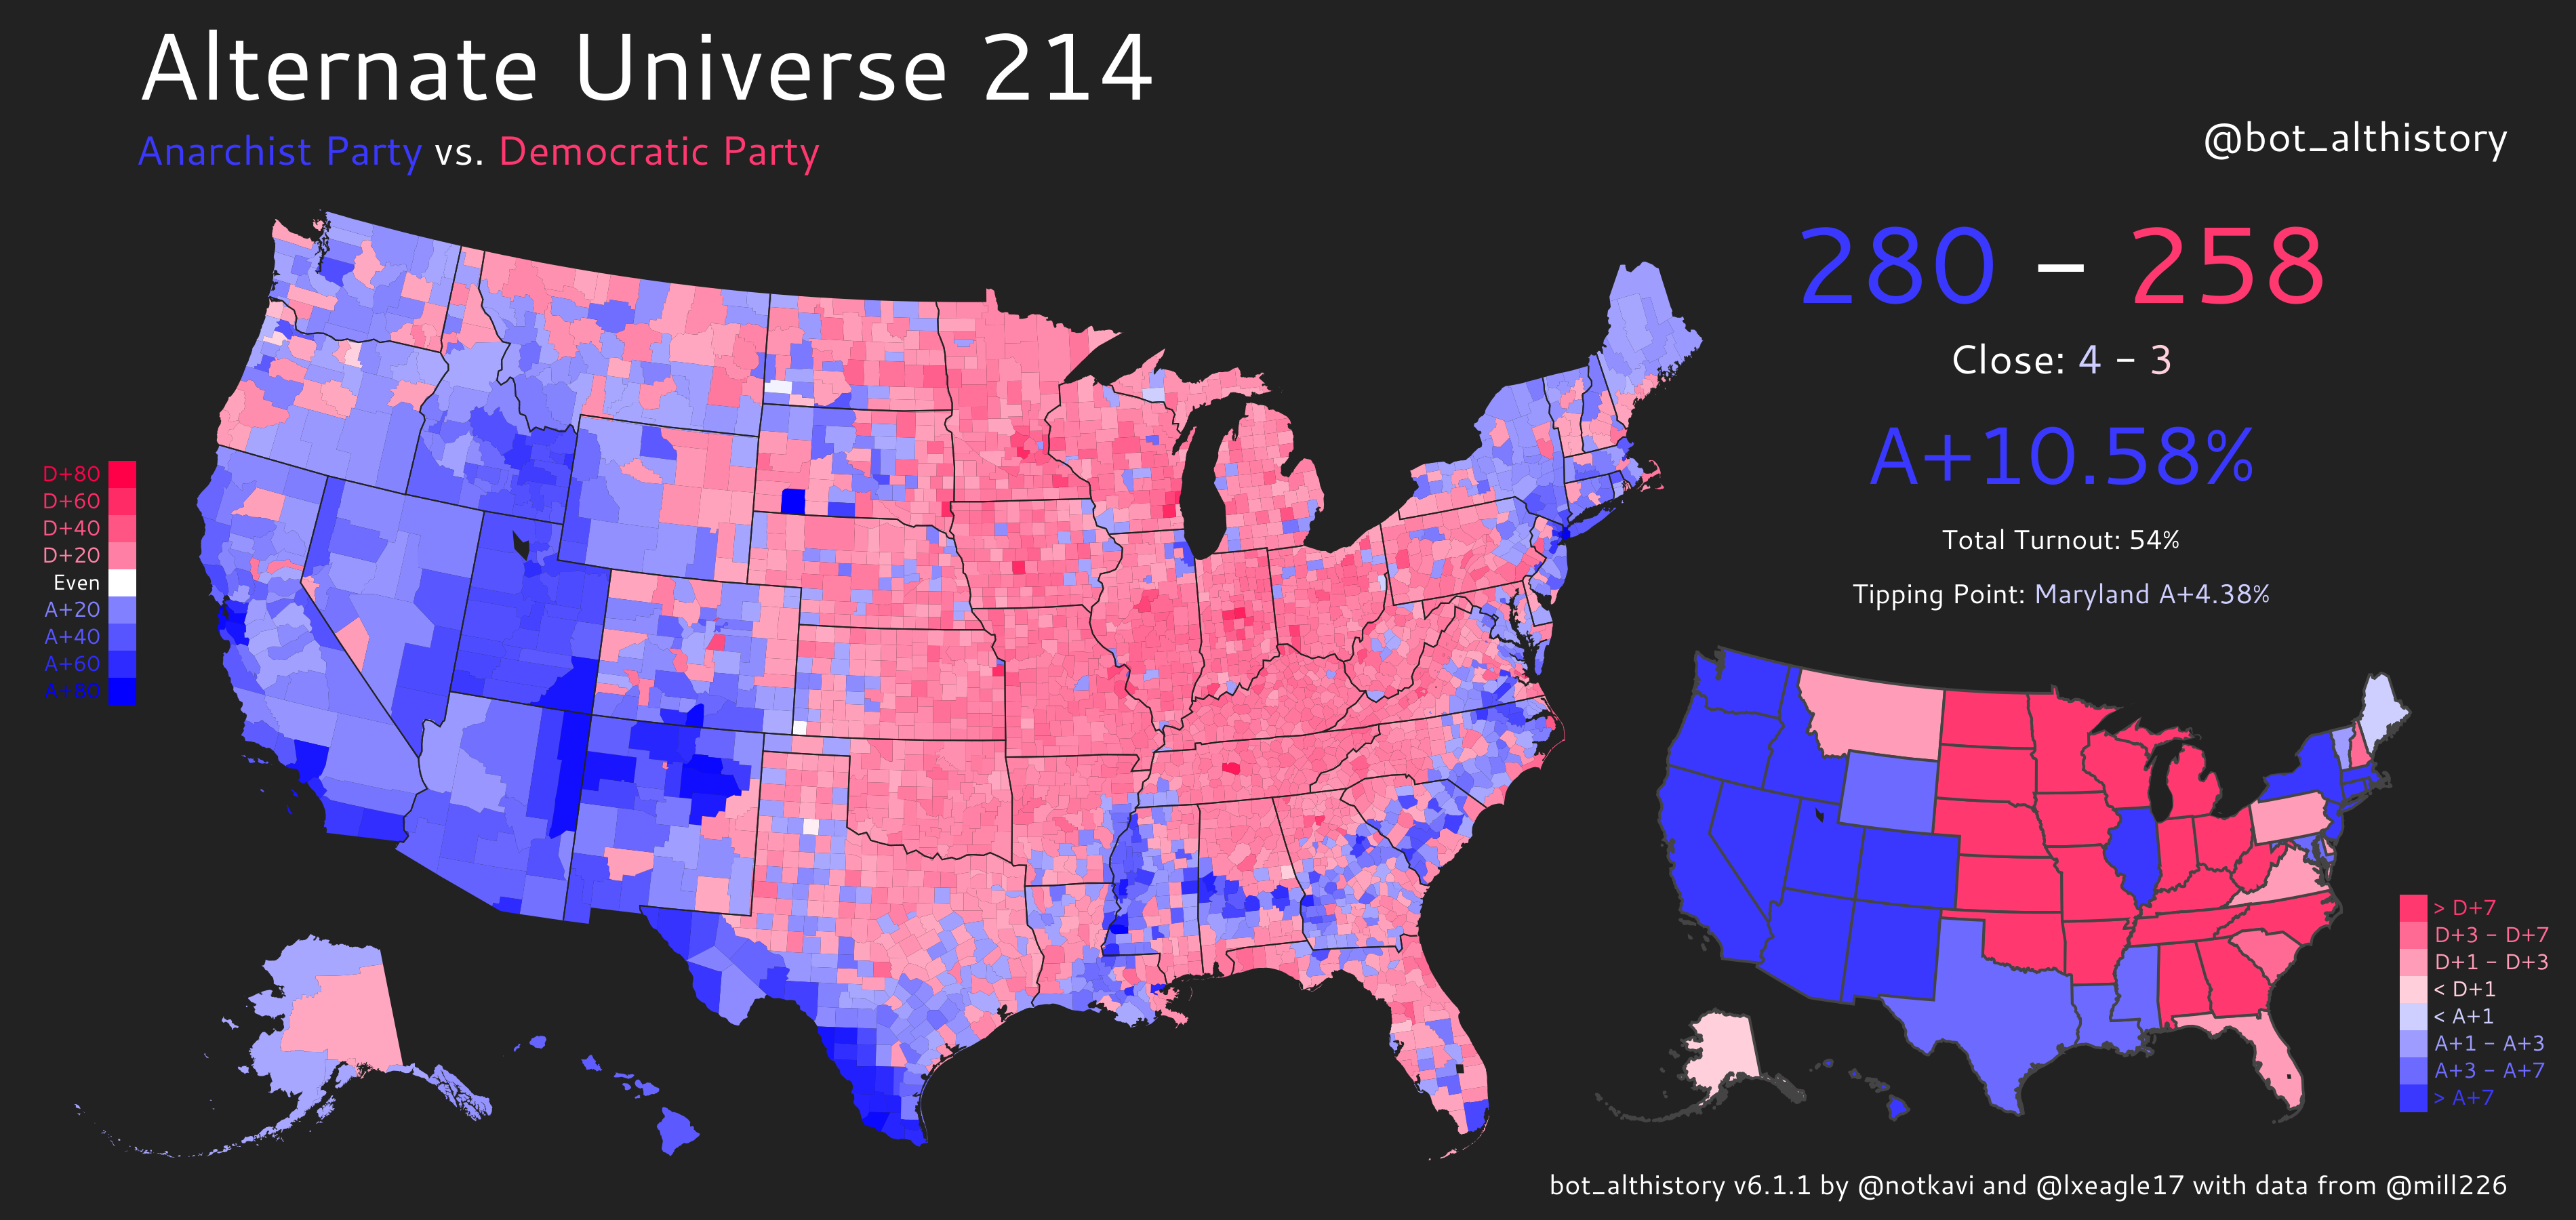 Alternate Universe 214
Anarchist Party vs. Democratic Party
@bot_althistory
280 – 258
Close: 4 – 3
A+10.58%
Total Turnout: 54%
Tipping Point: Maryland A+4.38%
D+80
D+60
D+40
D+20
Even
A+20
A+40
A+60
A+80
> D+7
D+3 – D+7
D+1 – D+3
< D+1
< A+1
A+1 – A+3
A+3 – A+7
> A+7
bot_althistory v6.1.1 by @notkavi and @lxeagle17 with data from @mill226